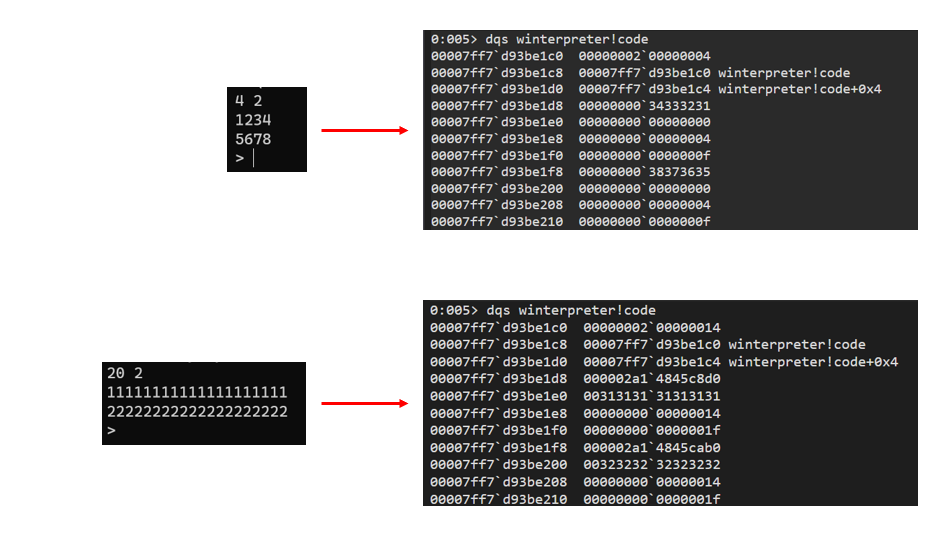 4 2
1234
5678
>
0:005> dqs winterpreter!code
00007ff7`d93be1c0  00000002`00000004
00007ff7`d93be1c8  00007ff7`d93be1c0 winterpreter!code
00007ff7`d93be1d0  00007ff7`d93be1c4 winterpreter!code+0x4
00007ff7`d93be1d8  00000000`34333231
00007ff7`d93be1e0  00000000`00000000
00007ff7`d93be1e8  00000000`00000004
00007ff7`d93be1f0  00000000`0000000f
00007ff7`d93be1f8  00000000`38373635
00007ff7`d93be200  00000000`00000000
00007ff7`d93be208  00000000`00000004
00007ff7`d93be210  00000000`0000000f
20 2
11111111111111111111
22222222222222222222
>
0:005> dqs winterpreter!code
00007ff7`d93be1c0  00000002`00000014
00007ff7`d93be1c8  00007ff7`d93be1c0 winterpreter!code
00007ff7`d93be1d0  00007ff7`d93be1c4 winterpreter!code+0x4
00007ff7`d93be1d8  000002a1`4845c8d0
00007ff7`d93be1e0  00313131`31313131
00007ff7`d93be1e8  00000000`00000014
00007ff7`d93be1f0  00000000`0000001f
00007ff7`d93be1f8  000002a1`4845cab0
00007ff7`d93be200  00323232`32323232
00007ff7`d93be208  00000000`00000014
00007ff7`d93be210  00000000`0000001f